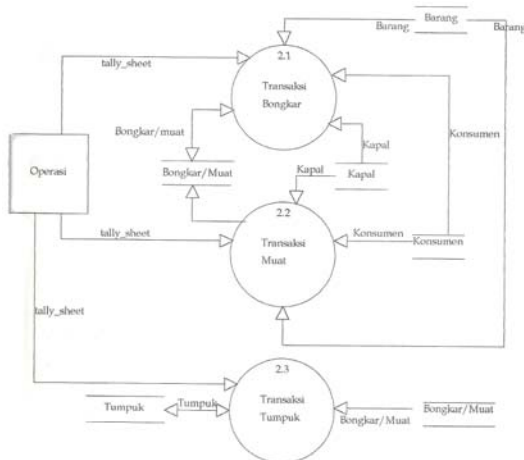 Barang
Barang
Barang
2.1
Transaksi
Bongkar
tally_sheet
Bongkar/muat
Kapal
Konsumen
Operasi
Bongkar/Muat
Kapal
Kapal
2.2
Transaksi
Muat
tally_sheet
Konsumen
Konsumen
tally_sheet
2.3
Transaksi
Tumpuk
Tumpuk
Tumpuk
Bongkar/Muat
Bongkar/Muat